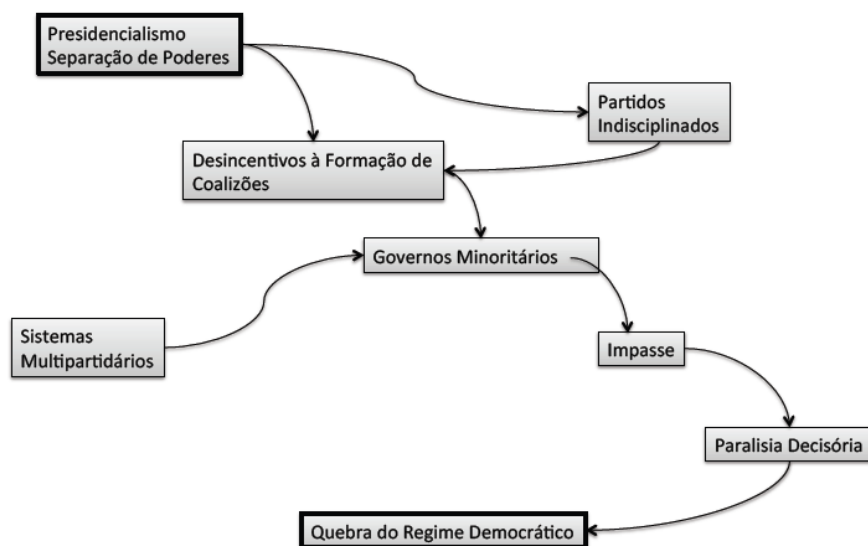 Presidencialismo
Separação de Poderes
Partidos
Indisciplinados
Desincentivos à Formação de
Coalizões
Governos Minoritários
Sistemas
Multipartidários
Impasse
Paralisia Decisória
Quebra do Regime Democrático